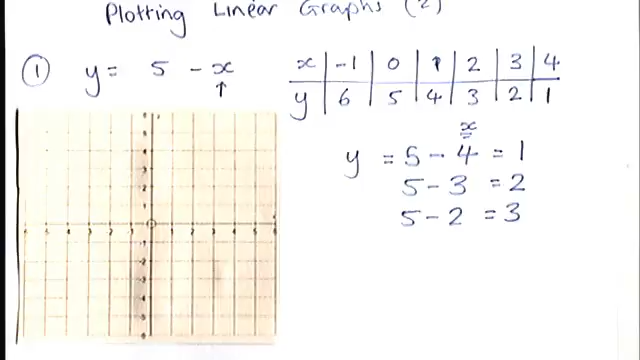 Plotting Linear Graphs (2)
① y = 5 - x
↑
x | -1 | 0 | 1 | 2 | 3 | 4
y | 6 | 5 | 4 | 3 | 2 | 1
x
y = 5 - 4 = 1
5 - 3 = 2
5 - 2 = 3